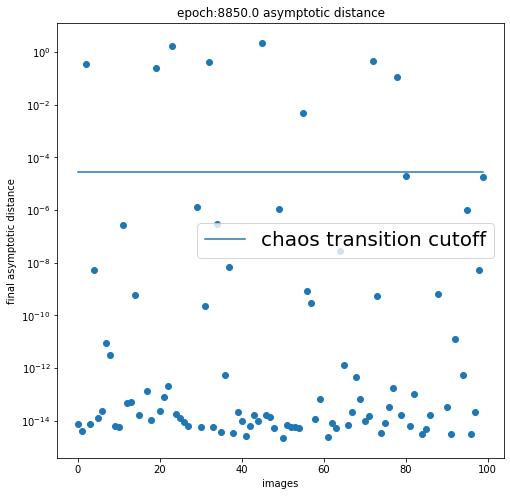 epoch:8850.0 asymptotic distance
10⁰
10⁻²
10⁻⁴
10⁻⁶
10⁻⁸
10⁻¹⁰
10⁻¹²
10⁻¹⁴
final asymptotic distance
chaos transition cutoff
0 20 40 60 80 100
images